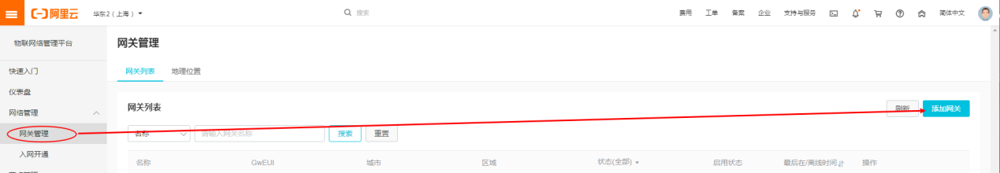 阿里云 华东2（上海） 搜索 费用 工单 备案 企业 支持与服务 简体中文
物联网络管理平台
网关管理
快速入门
网关列表 地理位置
仪表盘
网络管理
网关列表 刷新 添加网关
网关管理
名称 请输入网关名称 搜索 重置
入网开通
名称 GwEUI 城市 区域 状态(全部) 启用状态 最后在/离线时间 操作